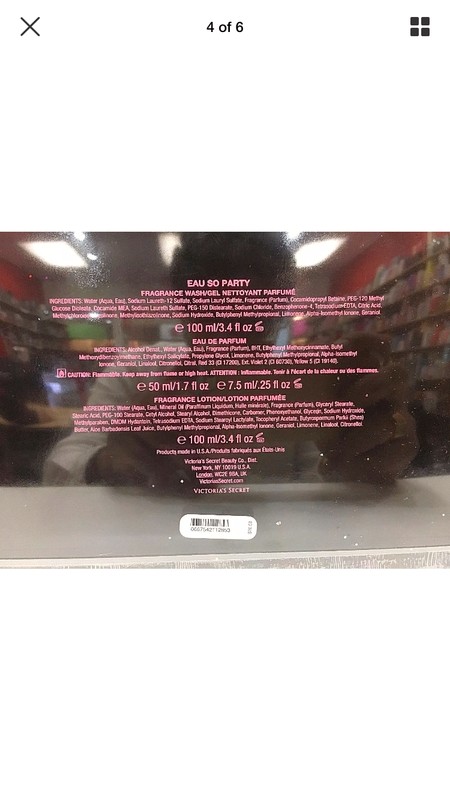 4 of 6
EAU SO PARTY
FRAGRANCE WASH/GEL NETTOYANT PARFUMÉ
INGREDIENTS: Water (Aqua, Eau), Sodium Laureth-12 Sulfate, Sodium Lauryl Sulfate, Fragrance (Parfum), Cocamidopropyl Betaine, PEG-120 Methyl
Glucose Dioleate, Cocamide MEA, Sodium Laureth Sulfate, PEG-150 Distearate, Sodium Chloride, Benzophenone-4, Tetrasodium EDTA, Citric Acid,
Methylchloroisothiazolinone, Methylisothiazolinone, Sodium Hydroxide, Butylphenyl Methylpropional, Limonene, Alpha-Isomethyl Ionone, Geraniol.
℮ 100 ml/3.4 fl oz
EAU DE PARFUM
INGREDIENTS: Alcohol Denat., Water (Aqua, Eau), Fragrance (Parfum), BHT, Ethylhexyl Methoxycinnamate, Butyl
Methoxydibenzoylmethane, Ethylhexyl Salicylate, Propylene Glycol, Limonene, Butylphenyl Methylpropional, Alpha-Isomethyl
Ionone, Geraniol, Linalool, Citronellol, Citral, Red 33 (CI 17200), Ext. Violet 2 (CI 60730), Yellow 5 (CI 19140).
CAUTION: Flammable. Keep away from flame or high heat. ATTENTION : Inflammable. Tenir à l'écart de la chaleur ou des flammes.
℮ 50 ml/1.7 fl oz ℮ 7.5 ml/.25 fl oz
FRAGRANCE LOTION/LOTION PARFUMÉE
INGREDIENTS: Water (Aqua, Eau), Mineral Oil (Paraffinum Liquidum, Huile minérale), Fragrance (Parfum), Glyceryl Stearate,
Stearic Acid, PEG-100 Stearate, Cetyl Alcohol, Stearyl Alcohol, Dimethicone, Carbomer, Phenoxyethanol, Glycerin, Sodium Hydroxide,
Methylparaben, DMDM Hydantoin, Tetrasodium EDTA, Sodium Stearoyl Lactylate, Tocopheryl Acetate, Butyrospermum Parkii (Shea)
Butter, Aloe Barbadensis Leaf Juice, Butylphenyl Methylpropional, Alpha-Isomethyl Ionone, Geraniol, Limonene, Linalool, Citronellol
℮ 100 ml/3.4 fl oz
Products made in U.S.A./Produits fabriqués aux États-Unis
Victoria's Secret Beauty Co., Dist.
New York, NY 10019 U.S.A.
London, WC2E 9RA, UK
VictoriasSecret.com
VICTORIA'S SECRET